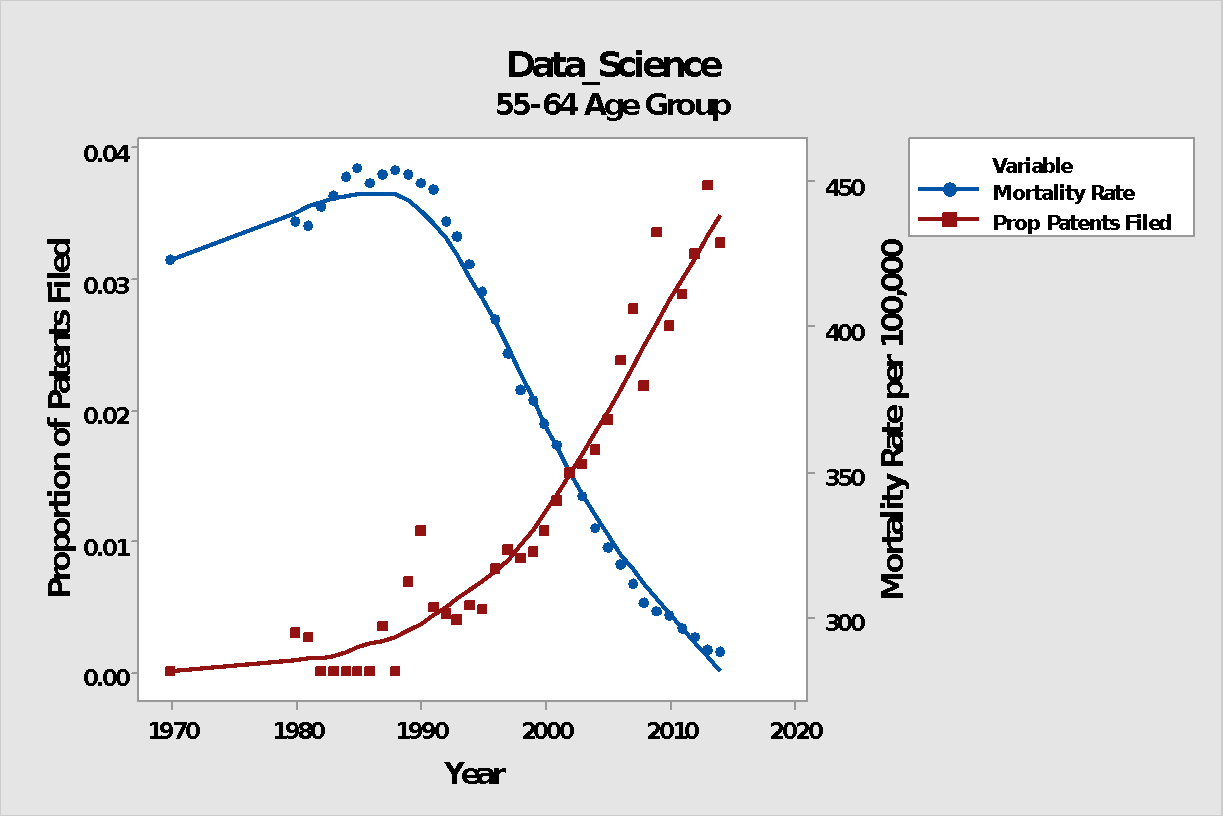 Data_Science
55-64 Age Group
Proportion of Patents Filed
0.04
0.03
0.02
0.01
0.00
1970 1980 1990 2000 2010 2020
Year
450
400
350
300
Mortality Rate per 100,000
Variable
Mortality Rate
Prop Patents Filed